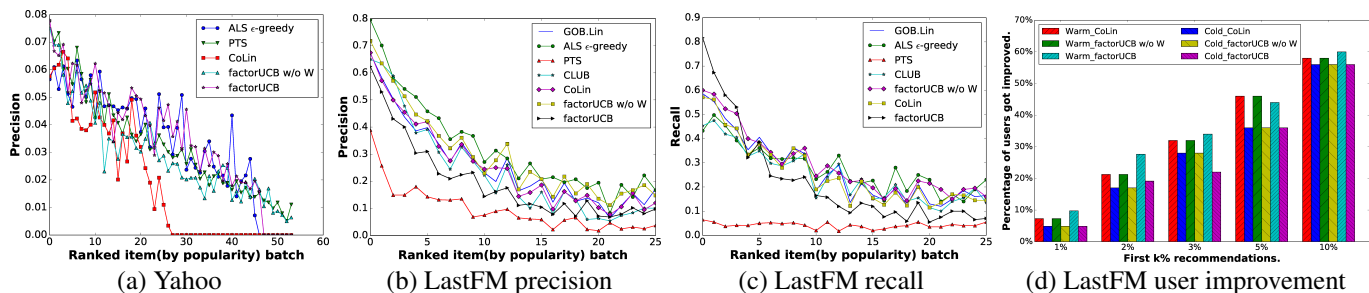 0.08
0.07
0.06
0.05
0.04
0.03
0.02
0.01
0.00
Precision
0 10 20 30 40 50 60
Ranked item(by popularity) batch
ALS ε-greedy
PTS
CoLin
factorUCB w/o W
factorUCB
(a) Yahoo
0.8
0.7
0.6
0.5
0.4
0.3
0.2
0.1
0.0
Precision
0 5 10 15 20 25
Ranked item(by popularity) batch
GOB.Lin
ALS ε-greedy
PTS
CLUB
CoLin
factorUCB w/o W
factorUCB
(b) LastFM precision
0.9
0.8
0.7
0.6
0.5
0.4
0.3
0.2
0.1
0.0
Recall
0 5 10 15 20 25
Ranked item(by popularity) batch
GOB.Lin
ALS ε-greedy
PTS
CLUB
factorUCB w/o W
CoLin
factorUCB
(c) LastFM recall
70%
60%
50%
40%
30%
20%
10%
0%
Percentage of users got improved.
1% 2% 3% 5% 10%
First k% recommendations.
Warm_CoLin
Warm_factorUCB w/o W
Warm_factorUCB
Cold_CoLin
Cold_factorUCB w/o W
Cold_factorUCB
(d) LastFM user improvement